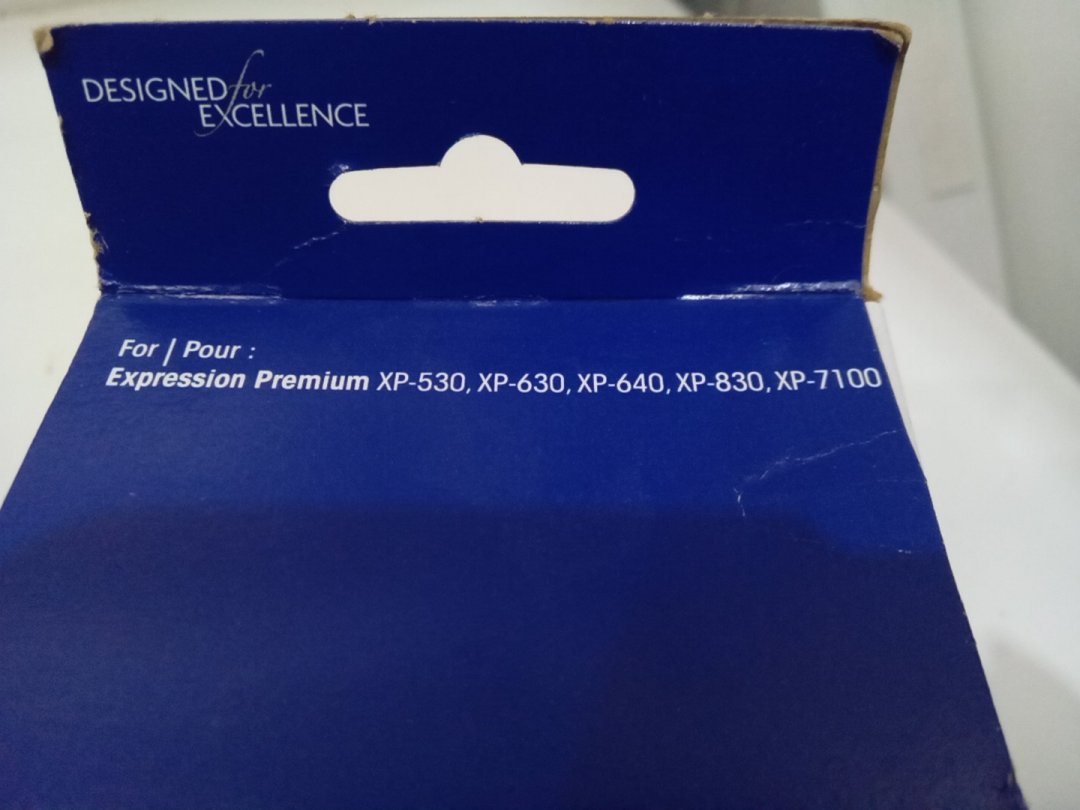 DESIGNED for
EXCELLENCE
For / Pour :
Expression Premium XP-530, XP-630, XP-640, XP-830, XP-7100